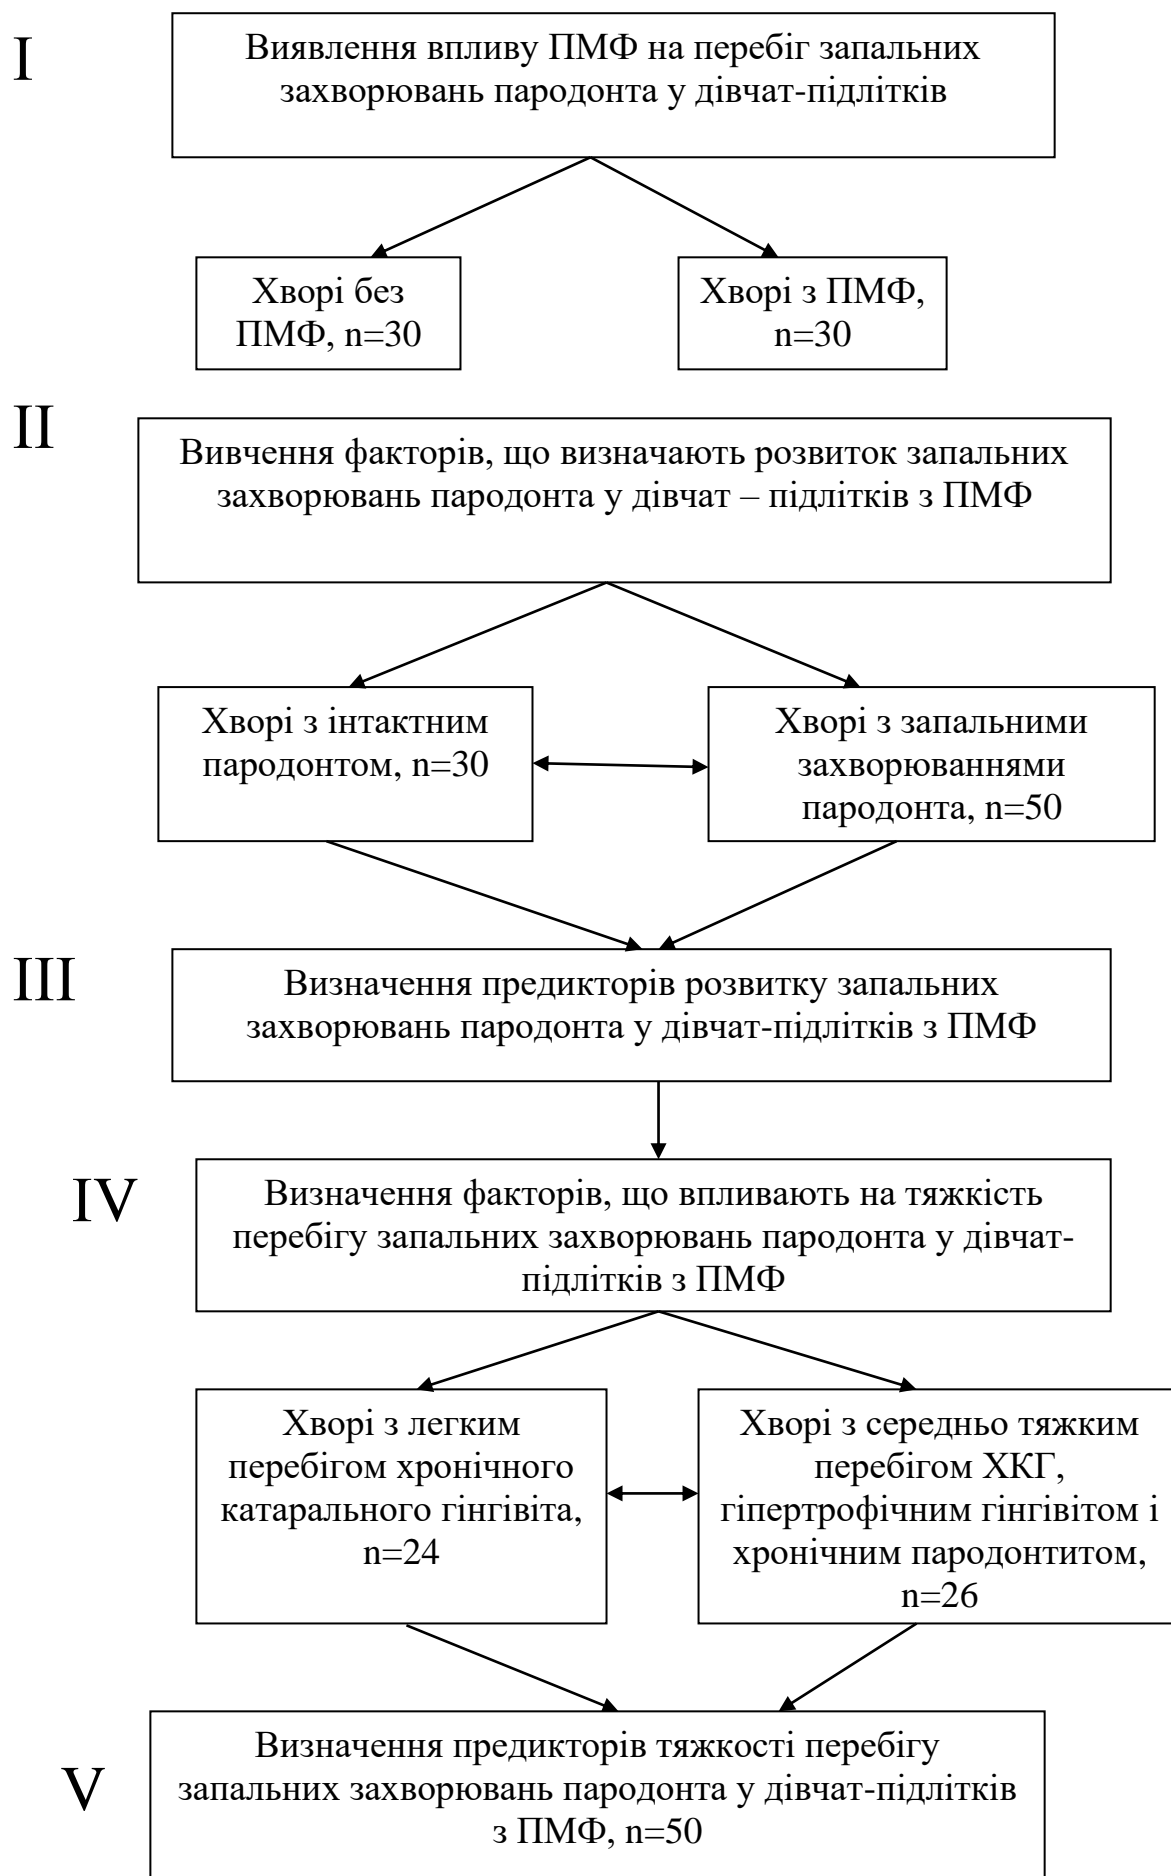 I
Виявлення впливу ПМФ на перебіг запальних
захворювань пародонта у дівчат-підлітків
Хворі без
ПМФ, n=30
Хворі з ПМФ,
n=30
II
Вивчення факторів, що визначають розвиток запальних
захворювань пародонта у дівчат – підлітків з ПМФ
Хворі з інтактним
пародонтом, n=30
Хворі з запальними
захворюваннями
пародонта, n=50
III
Визначення предикторів розвитку запальних
захворювань пародонта у дівчат-підлітків з ПМФ
IV
Визначення факторів, що впливають на тяжкість
перебігу запальних захворювань пародонта у дівчат-
підлітків з ПМФ
Хворі з легким
перебігом хронічного
катарального гінгівіта,
n=24
Хворі з середньо тяжким
перебігом ХКГ,
гіпертрофічним гінгівітом і
хронічним пародонтитом,
n=26
V
Визначення предикторів тяжкості перебігу
запальних захворювань пародонта у дівчат-підлітків
з ПМФ, n=50